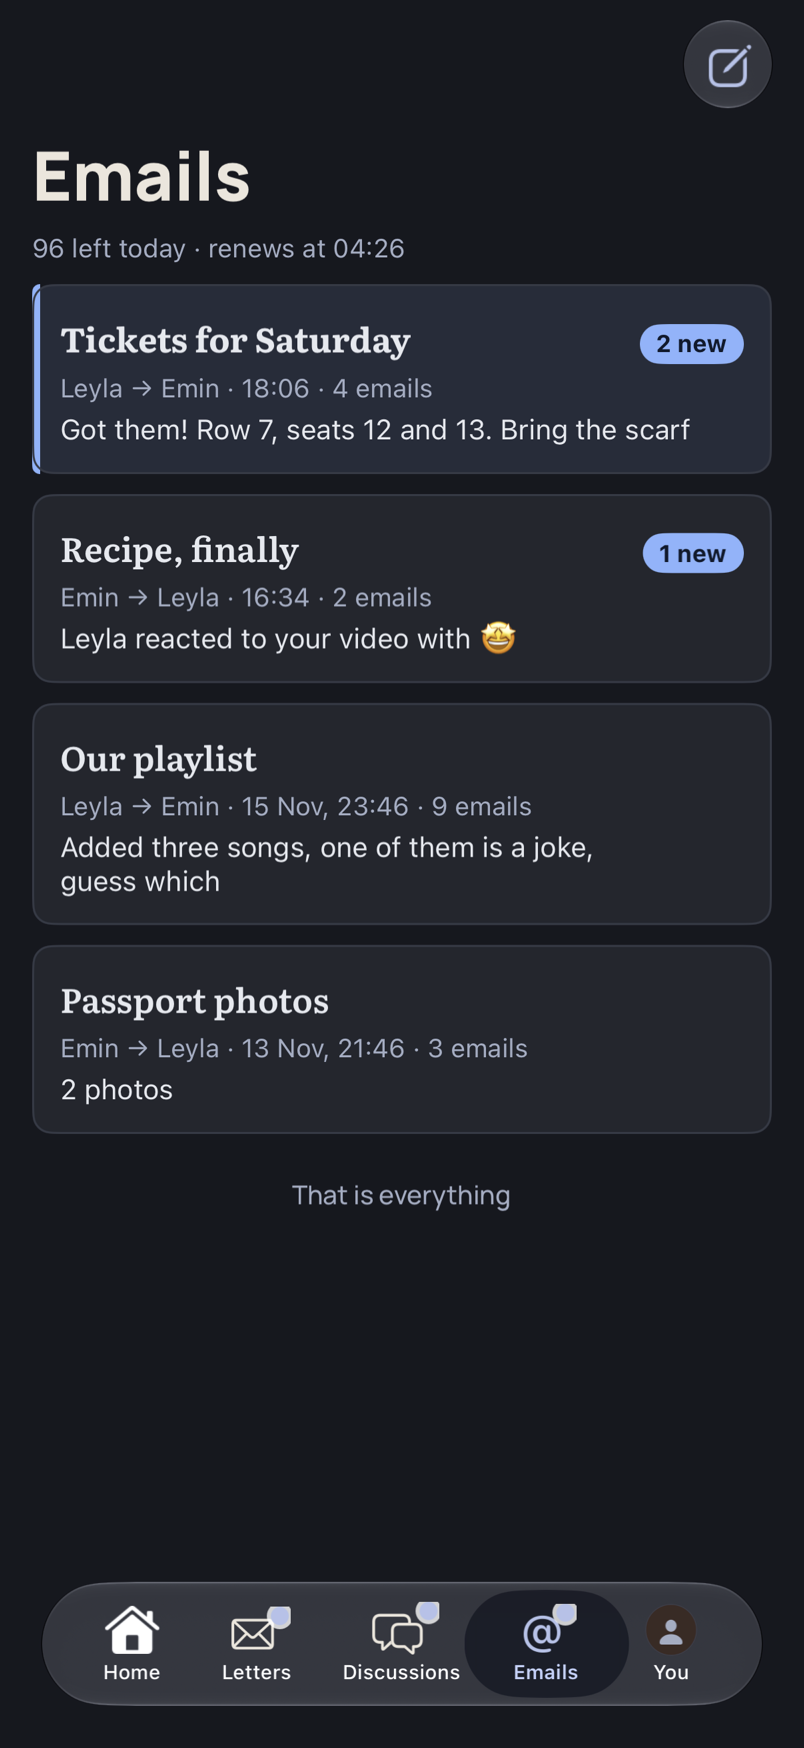 Emails
96 left today · renews at 04:26
Tickets for Saturday
2 new
Leyla → Emin · 18:06 · 4 emails
Got them! Row 7, seats 12 and 13. Bring the scarf
Recipe, finally
1 new
Emin → Leyla · 16:34 · 2 emails
Leyla reacted to your video with 🤩
Our playlist
Leyla → Emin · 15 Nov, 23:46 · 9 emails
Added three songs, one of them is a joke,
guess which
Passport photos
Emin → Leyla · 13 Nov, 21:46 · 3 emails
2 photos
That is everything
Home
Letters
Discussions
@
Emails
You